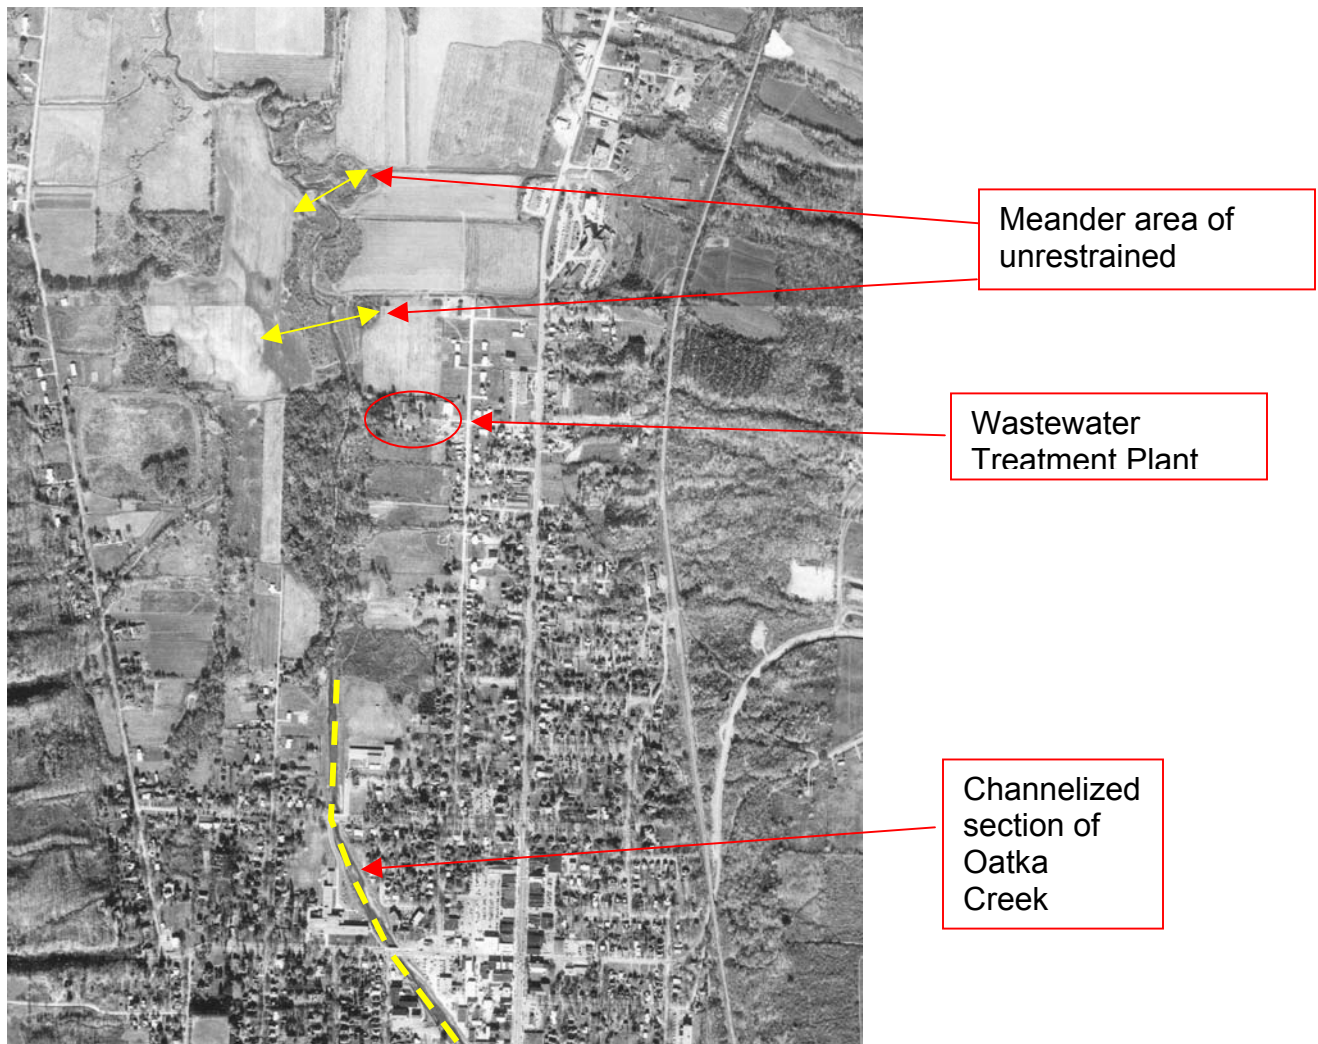 Meander area of
unrestrained
Wastewater
Treatment Plant
Channelized
section of
Oatka
Creek